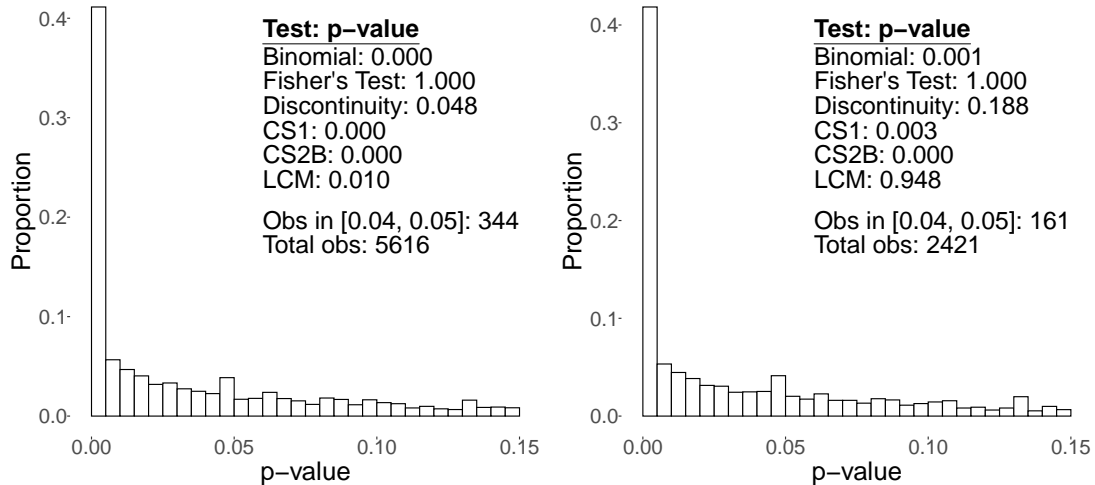 Test: p−value
Binomial: 0.000
Fisher's Test: 1.000
Discontinuity: 0.048
CS1: 0.000
CS2B: 0.000
LCM: 0.010
Obs in [0.04, 0.05]: 344
Total obs: 5616
0.4
0.3
0.2
0.1
0.0
Proportion
0.00
0.05
0.10
0.15
p−value
Test: p−value
Binomial: 0.001
Fisher's Test: 1.000
Discontinuity: 0.188
CS1: 0.003
CS2B: 0.000
LCM: 0.948
Obs in [0.04, 0.05]: 161
Total obs: 2421
0.4
0.3
0.2
0.1
0.0
Proportion
0.00
0.05
0.10
0.15
p−value